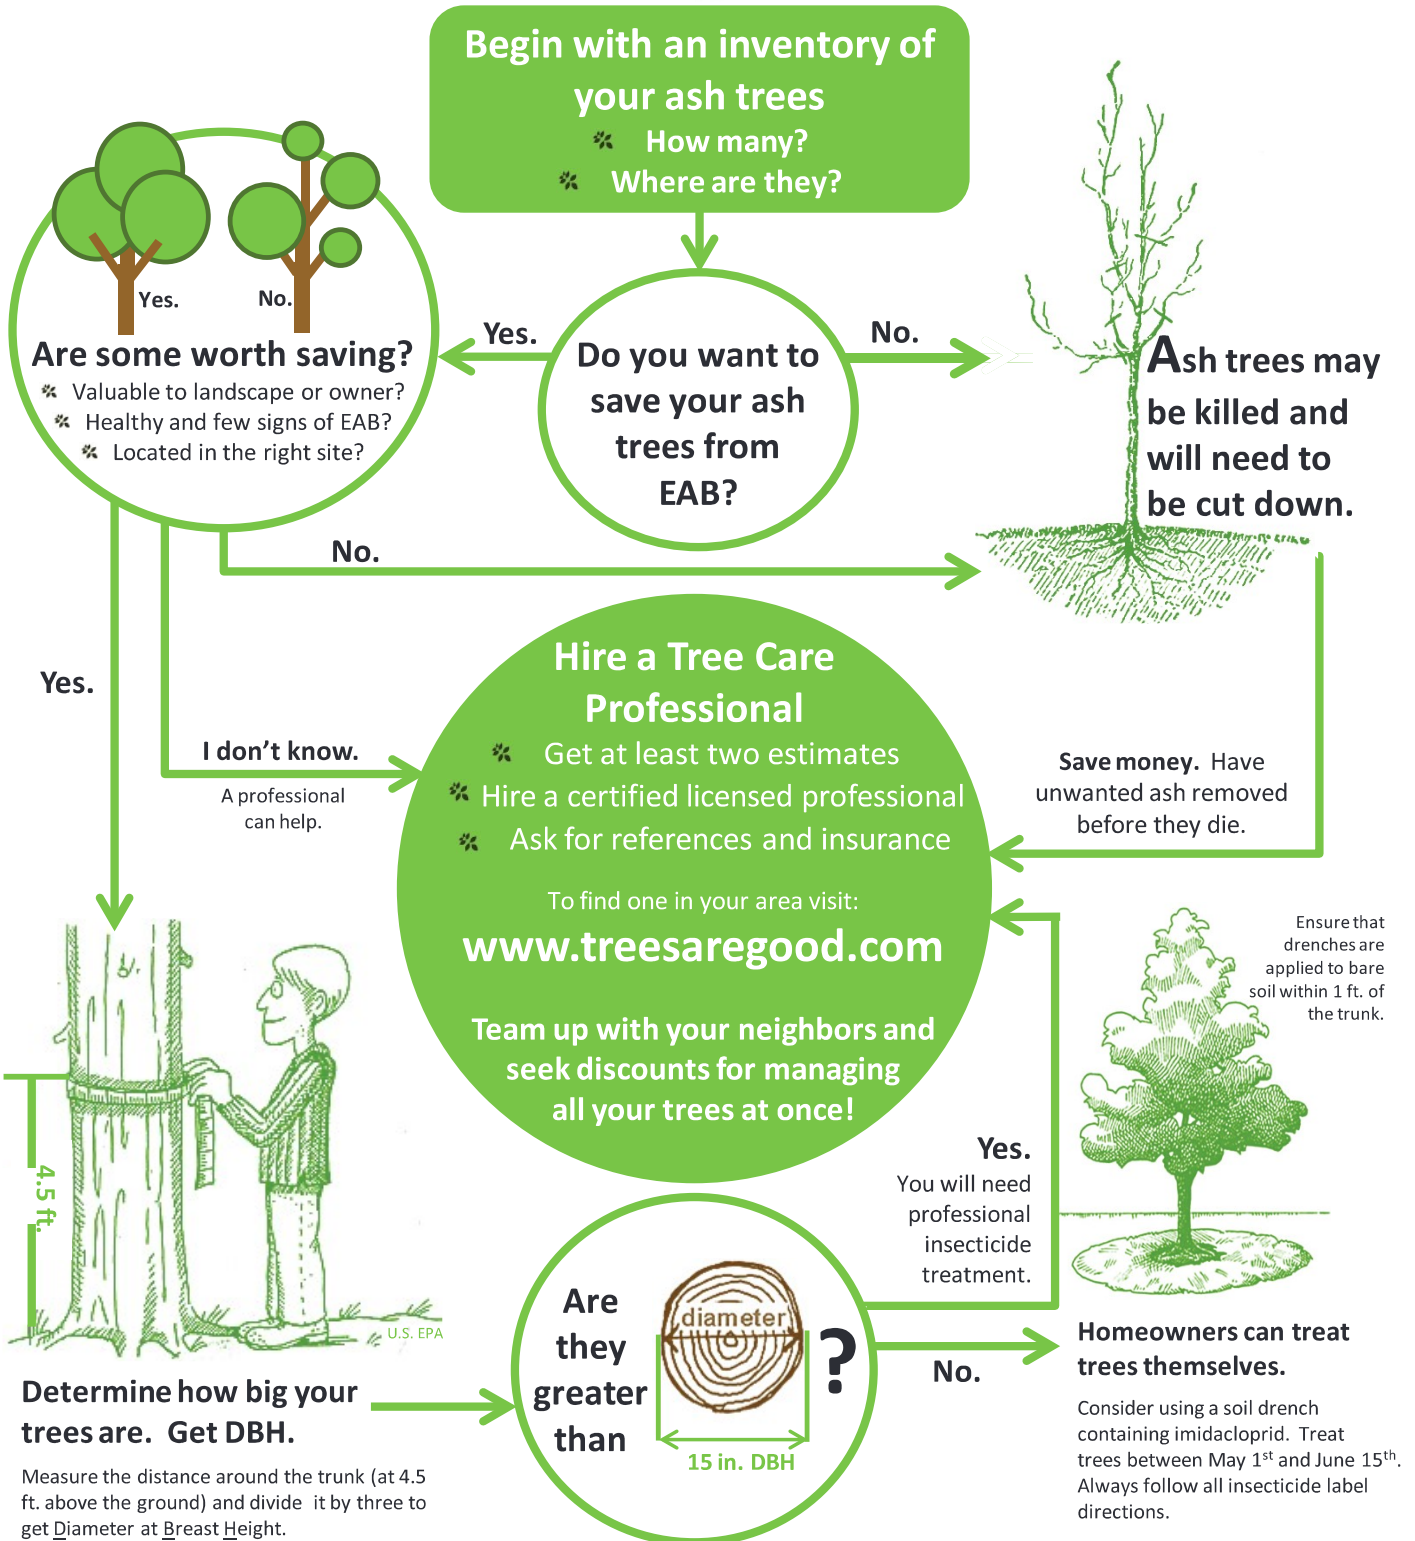 Begin with an inventory of
your ash trees
How many?
Where are they?
Yes.
No.
Are some worth saving?
Valuable to landscape or owner?
Healthy and few signs of EAB?
Located in the right site?
Yes.
Do you want to
save your ash
trees from
EAB?
No.
Ash trees may
be killed and
will need to
be cut down.
No.
Yes.
I don’t know.
A professional
can help.
Hire a Tree Care
Professional
Get at least two estimates
Hire a certified licensed professional
Ask for references and insurance
To find one in your area visit:
www.treesaregood.com
Team up with your neighbors and
seek discounts for managing
all your trees at once!
Save money. Have
unwanted ash removed
before they die.
Ensure that
drenches are
applied to bare
soil within 1 ft. of
the trunk.
4.5 ft.
U.S. EPA
Determine how big your
trees are. Get DBH.
Measure the distance around the trunk (at 4.5
ft. above the ground) and divide it by three to
get Diameter at Breast Height.
Are
they
greater
than
diameter
15 in. DBH
?
Yes.
You will need
professional
insecticide
treatment.
No.
Homeowners can treat
trees themselves.
Consider using a soil drench
containing imidacloprid. Treat
trees between May 1st and June 15th.
Always follow all insecticide label
directions.